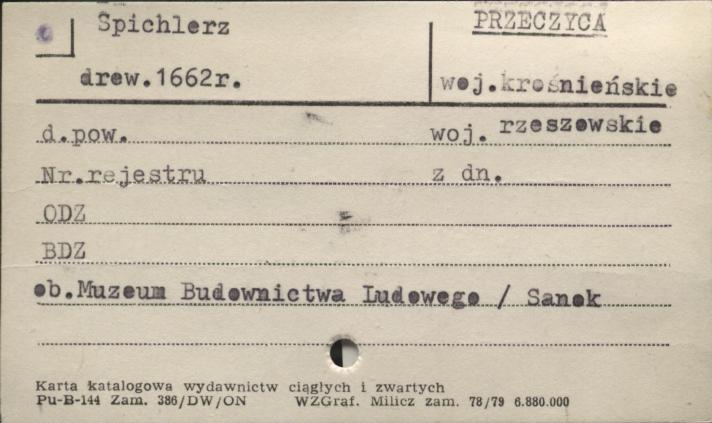 Spichlerz PRZECZYCA
drew.1662r. woj.krośnieńskie
d.pow. woj. rzeszowskie
Nr.rejestru z dn.
ODZ
BDZ
ob.Muzeum Budownictwa Ludowego / Sanok
Karta katalogowa wydawnictw ciągłych i zwartych
Pu-B-144 Zam. 386/DW/ON WZGraf. Milicz zam. 78/79 6.880.000